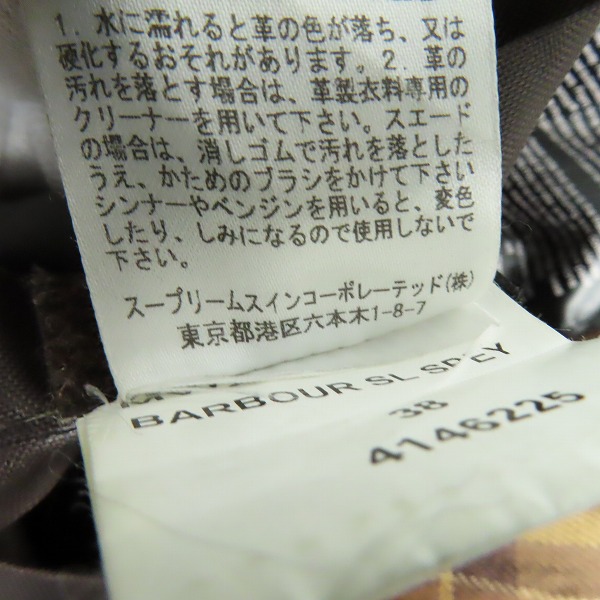 1. 水に濡れると革の色が落ち、又は
硬化するおそれがあります。2. 革の
汚れを落とす場合は、革製衣料専用の
クリーナーを用いて下さい。スエード
の場合は、消しゴムで汚れを落とした
うえ、かためのブラシをかけて下さい
シンナーやベンジンを用いると、変色
したり、しみになるので使用しないで
下さい。
スープリームスインコーポレーテッド(株)
東京都港区六本木1-8-7
BARBOUR SL SPEY
38
4146225